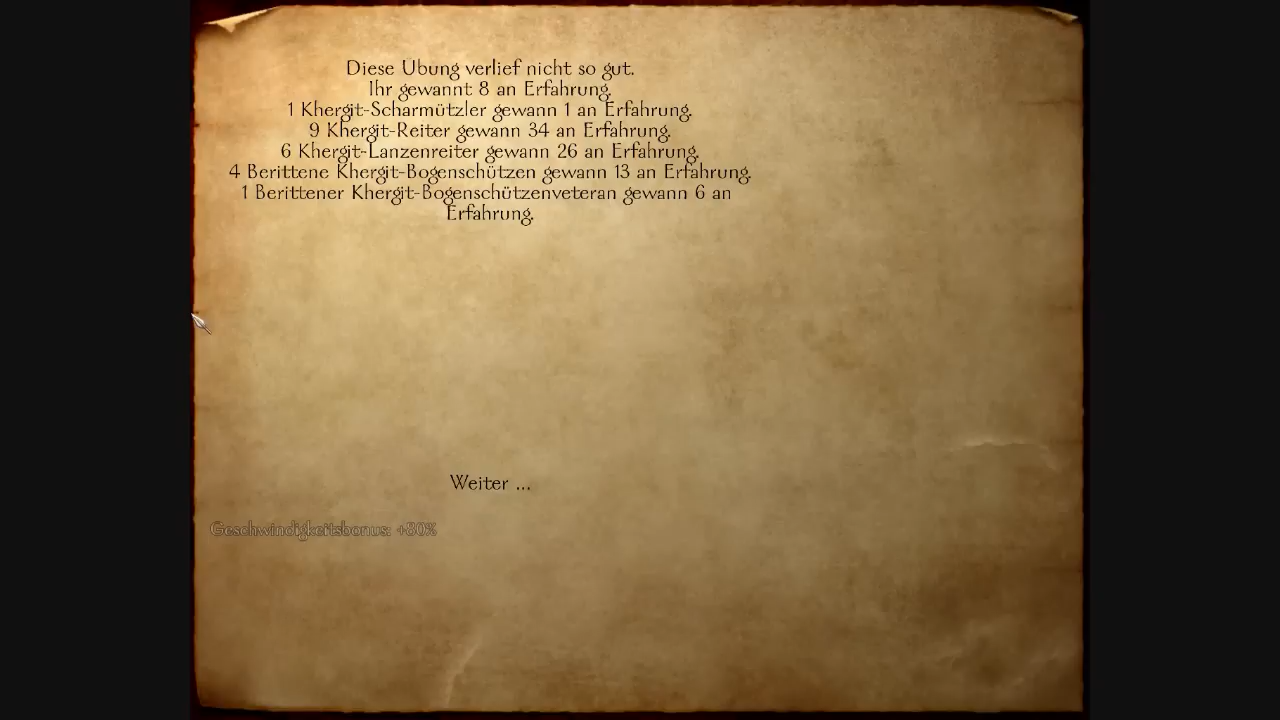 Diese Übung verlief nicht so gut.
Ihr gewannt 8 an Erfahrung.
1 Khergit-Scharmützler gewann 1 an Erfahrung.
9 Khergit-Reiter gewann 34 an Erfahrung.
6 Khergit-Lanzenreiter gewann 26 an Erfahrung.
4 Berittene Khergit-Bogenschützen gewann 13 an Erfahrung.
1 Berittener Khergit-Bogenschützenveteran gewann 6 an
Erfahrung.
Weiter ...
Geschwindigkeitsbonus: +80%